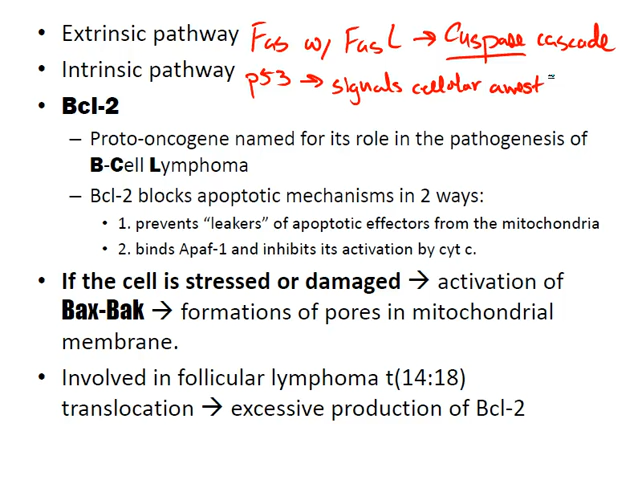 • Extrinsic pathway Fas w/ FasL → Caspase cascade
• Intrinsic pathway p53 → signals cellular arrest =
• Bcl-2
– Proto-oncogene named for its role in the pathogenesis of
B-Cell Lymphoma
– Bcl-2 blocks apoptotic mechanisms in 2 ways:
• 1. prevents “leakers” of apoptotic effectors from the mitochondria
• 2. binds Apaf-1 and inhibits its activation by cyt c.
• If the cell is stressed or damaged → activation of
Bax-Bak → formations of pores in mitochondrial
membrane.
• Involved in follicular lymphoma t(14:18)
translocation → excessive production of Bcl-2